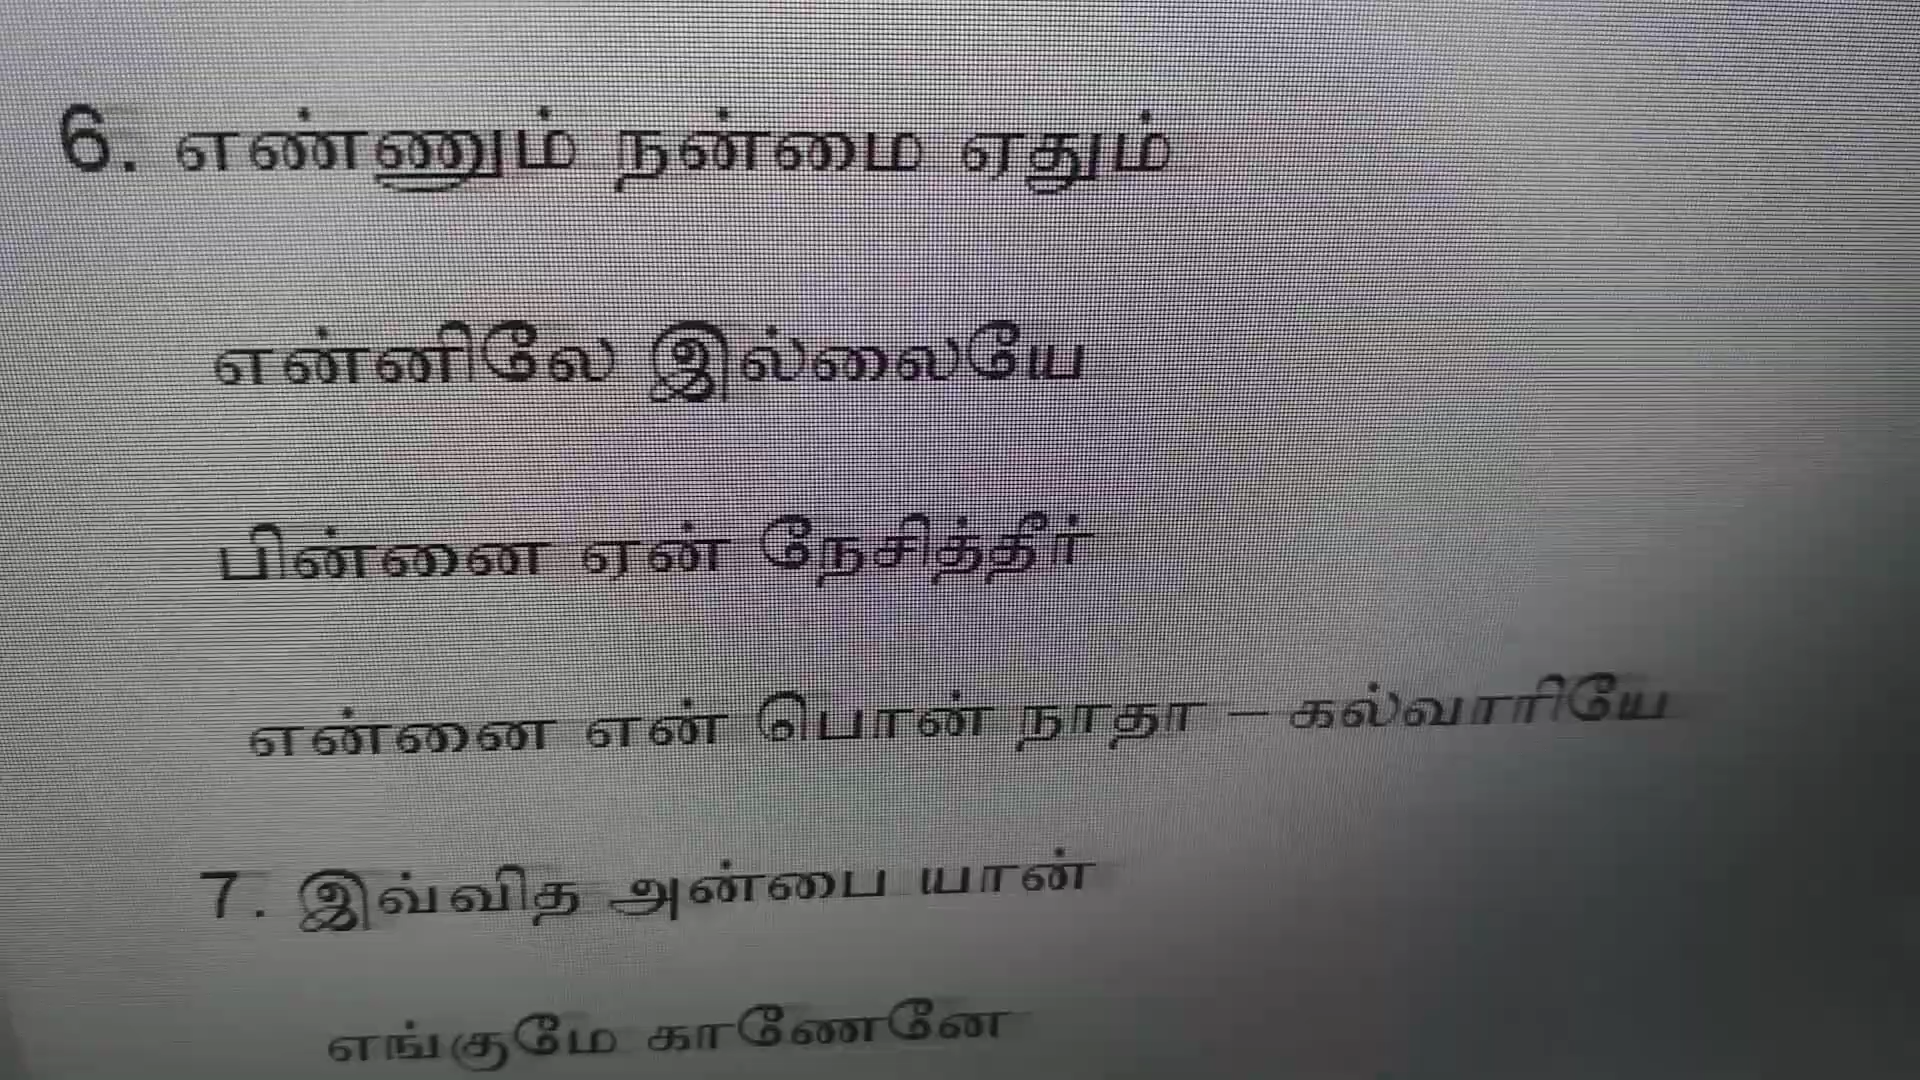 6. எண்ணும் நன்மை ஏதும்
என்னிலே இல்லையே
பின்னை ஏன் நேசித்தீர்
என்னை என் பொன் நாதா – கல்வாரியே
7. இவ்வித அன்பை யான்
எங்குமே காணேனே